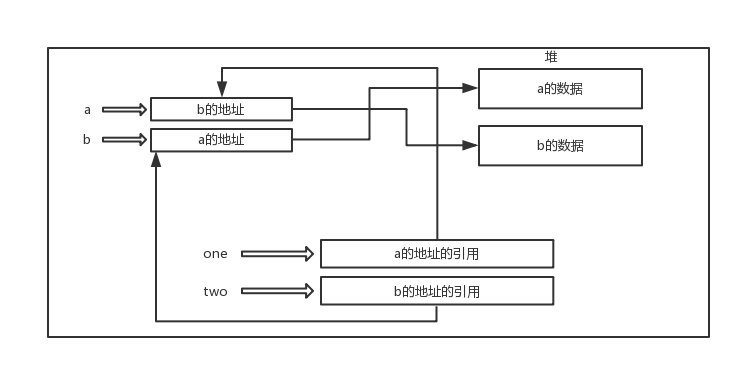 堆
a的数据
a
b的地址
b
a的地址
b的数据
one
a的地址的引用
two
b的地址的引用